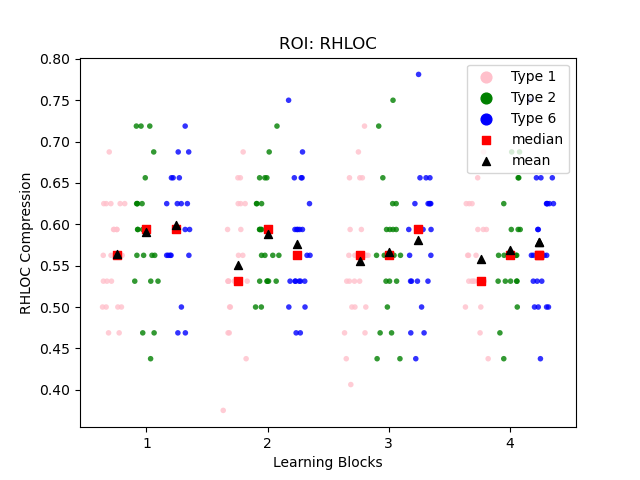 ROI: RHLOC
0.80
0.75
0.70
0.65
0.60
0.55
0.50
0.45
0.40
RHLOC Compression
Type 1
Type 2
Type 6
median
mean
1
2
3
4
Learning Blocks